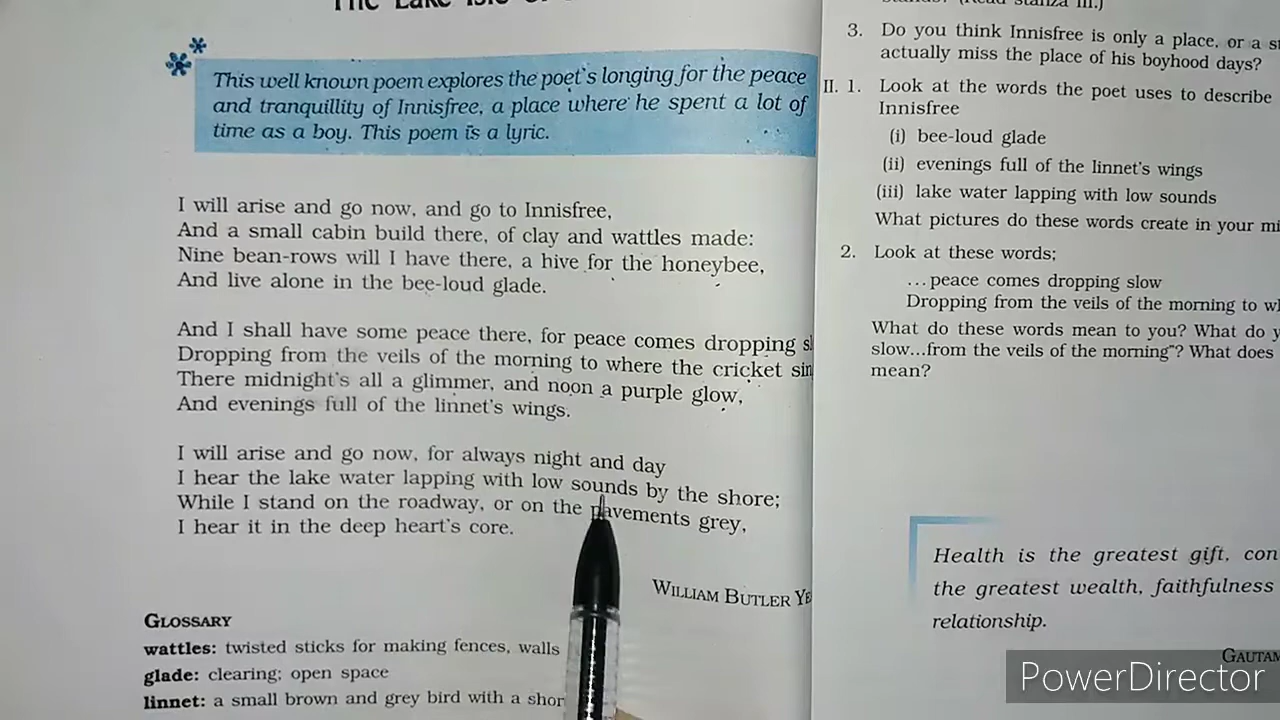 The Lake Isle of
This well known poem explores the poet's longing for the peace
and tranquillity of Innisfree, a place where he spent a lot of
time as a boy. This poem is a lyric.
I will arise and go now, and go to Innisfree,
And a small cabin build there, of clay and wattles made:
Nine bean-rows will I have there, a hive for the honeybee,
And live alone in the bee-loud glade.
And I shall have some peace there, for peace comes dropping
Dropping from the veils of the morning to where the cricket
There midnight's all a glimmer, and noon a purple glow,
And evenings full of the linnet's wings.
I will arise and go now, for always night and day
I hear the lake water lapping with low sounds by the shore;
While I stand on the roadway, or on the pavements grey,
I hear it in the deep heart's core.
WILLIAM BUTLER
GLOSSARY
wattles: twisted sticks for making fences, walls
glade: clearing; open space
linnet: a small brown and grey bird with a
(Read stanza III.)
3. Do you think Innisfree is only a place, or a
actually miss the place of his boyhood days?
II. 1. Look at the words the poet uses to describe
Innisfree
(i) bee-loud glade
(ii) evenings full of the linnet's wings
(iii) lake water lapping with low sounds
What pictures do these words create in your
2. Look at these words;
... peace comes dropping slow
Dropping from the veils of the morning to
What do these words mean to you? What do
slow...from the veils of the morning"? What does
mean?
Health is the greatest gift,
the greatest wealth, faithfulness
relationship.
PowerDirector